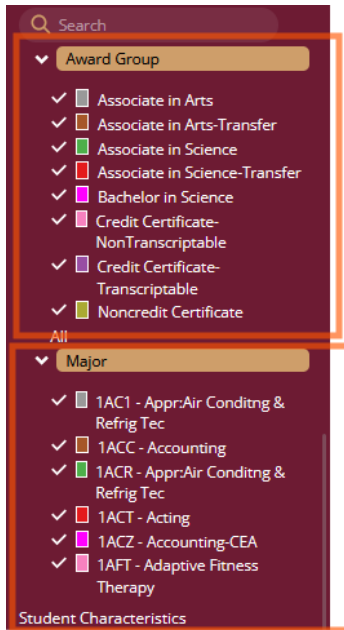 Search
Award Group
Associate in Arts
Associate in Arts-Transfer
Associate in Science
Associate in Science-Transfer
Bachelor in Science
Credit Certificate-
NonTranscriptable
Credit Certificate-
Transcriptable
Noncredit Certificate
All
Major
1AC1 - Appr:Air Conditng &
Refrig Tec
1ACC - Accounting
1ACR - Appr:Air Conditng &
Refrig Tec
1ACT - Acting
1ACZ - Accounting-CEA
1AFT - Adaptive Fitness
Therapy
Student Characteristics